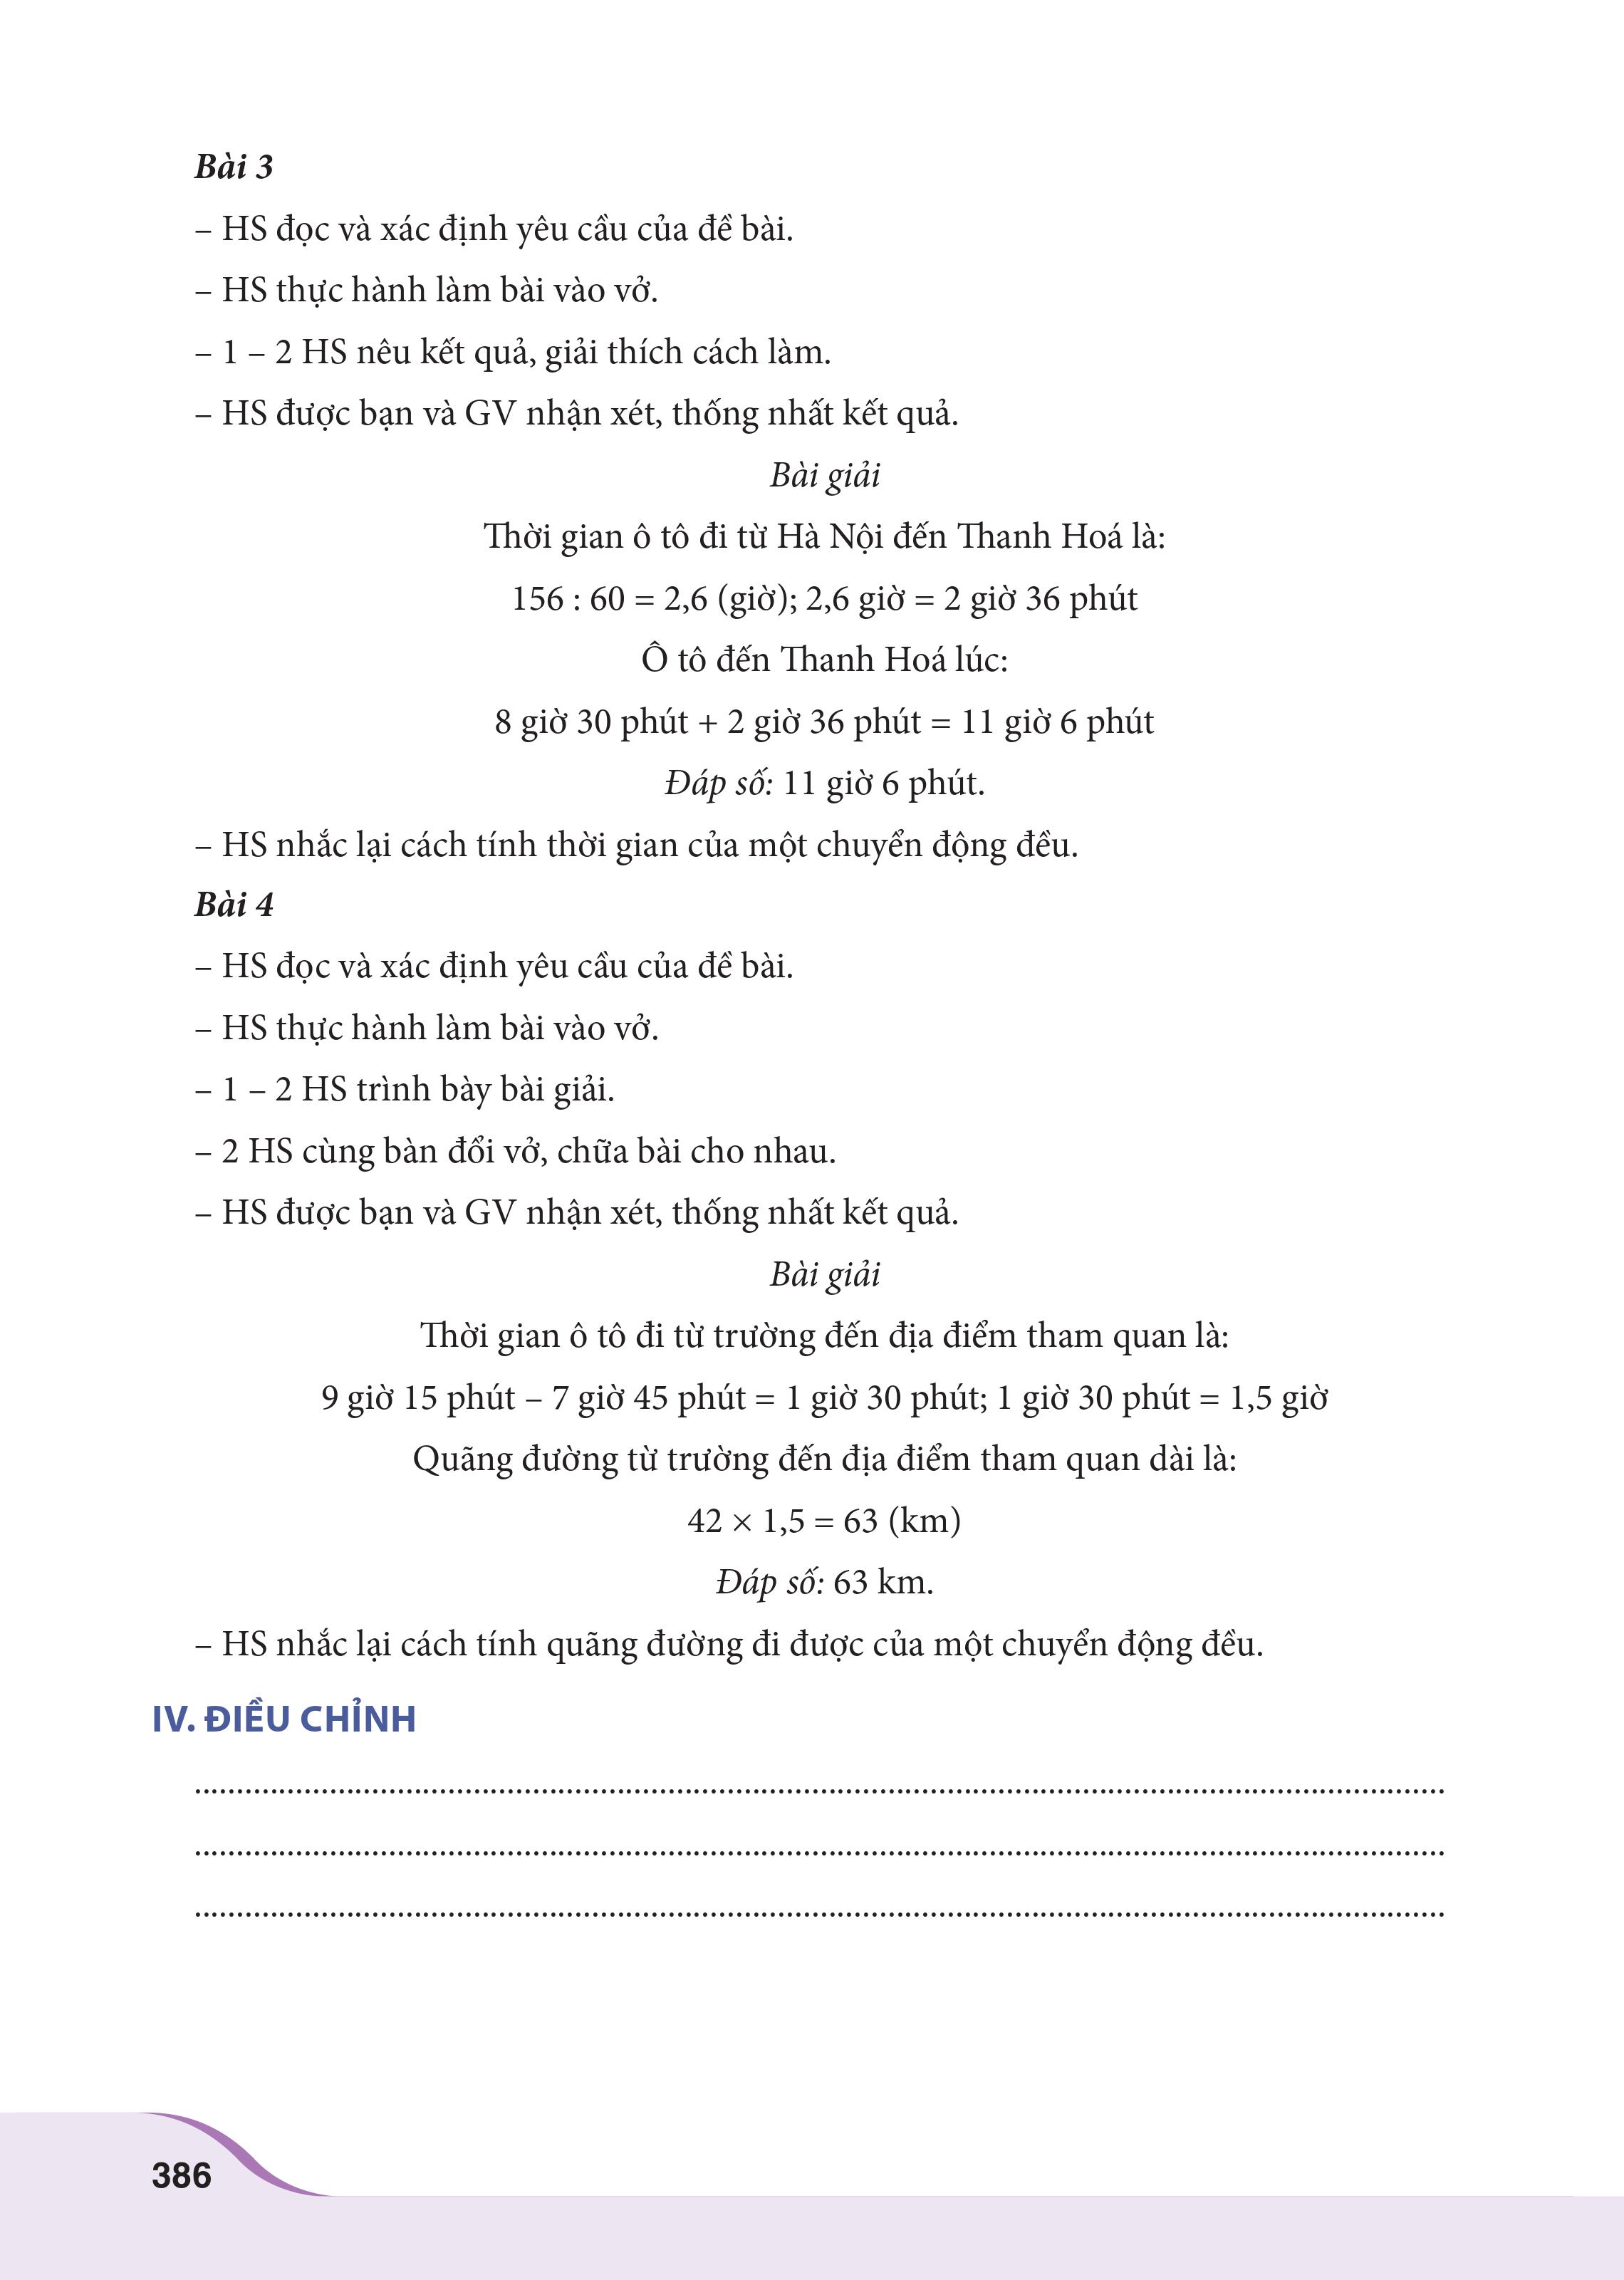 Bài 3
– HS đọc và xác định yêu cầu của đề bài.
– HS thực hành làm bài vào vở.
– 1 – 2 HS nêu kết quả, giải thích cách làm.
– HS được bạn và GV nhận xét, thống nhất kết quả.
Bài giải
Thời gian ô tô đi từ Hà Nội đến Thanh Hoá là:
156 : 60 = 2,6 (giờ); 2,6 giờ = 2 giờ 36 phút
Ô tô đến Thanh Hoá lúc:
8 giờ 30 phút + 2 giờ 36 phút = 11 giờ 6 phút
Đáp số: 11 giờ 6 phút.
– HS nhắc lại cách tính thời gian của một chuyển động đều.
Bài 4
– HS đọc và xác định yêu cầu của đề bài.
– HS thực hành làm bài vào vở.
– 1 – 2 HS trình bày bài giải.
– 2 HS cùng bàn đổi vở, chữa bài cho nhau.
– HS được bạn và GV nhận xét, thống nhất kết quả.
Bài giải
Thời gian ô tô đi từ trường đến địa điểm tham quan là:
9 giờ 15 phút – 7 giờ 45 phút = 1 giờ 30 phút; 1 giờ 30 phút = 1,5 giờ
Quãng đường từ trường đến địa điểm tham quan dài là:
42 × 1,5 = 63 (km)
Đáp số: 63 km.
– HS nhắc lại cách tính quãng đường đi được của một chuyển động đều.
IV. ĐIỀU CHỈNH
386